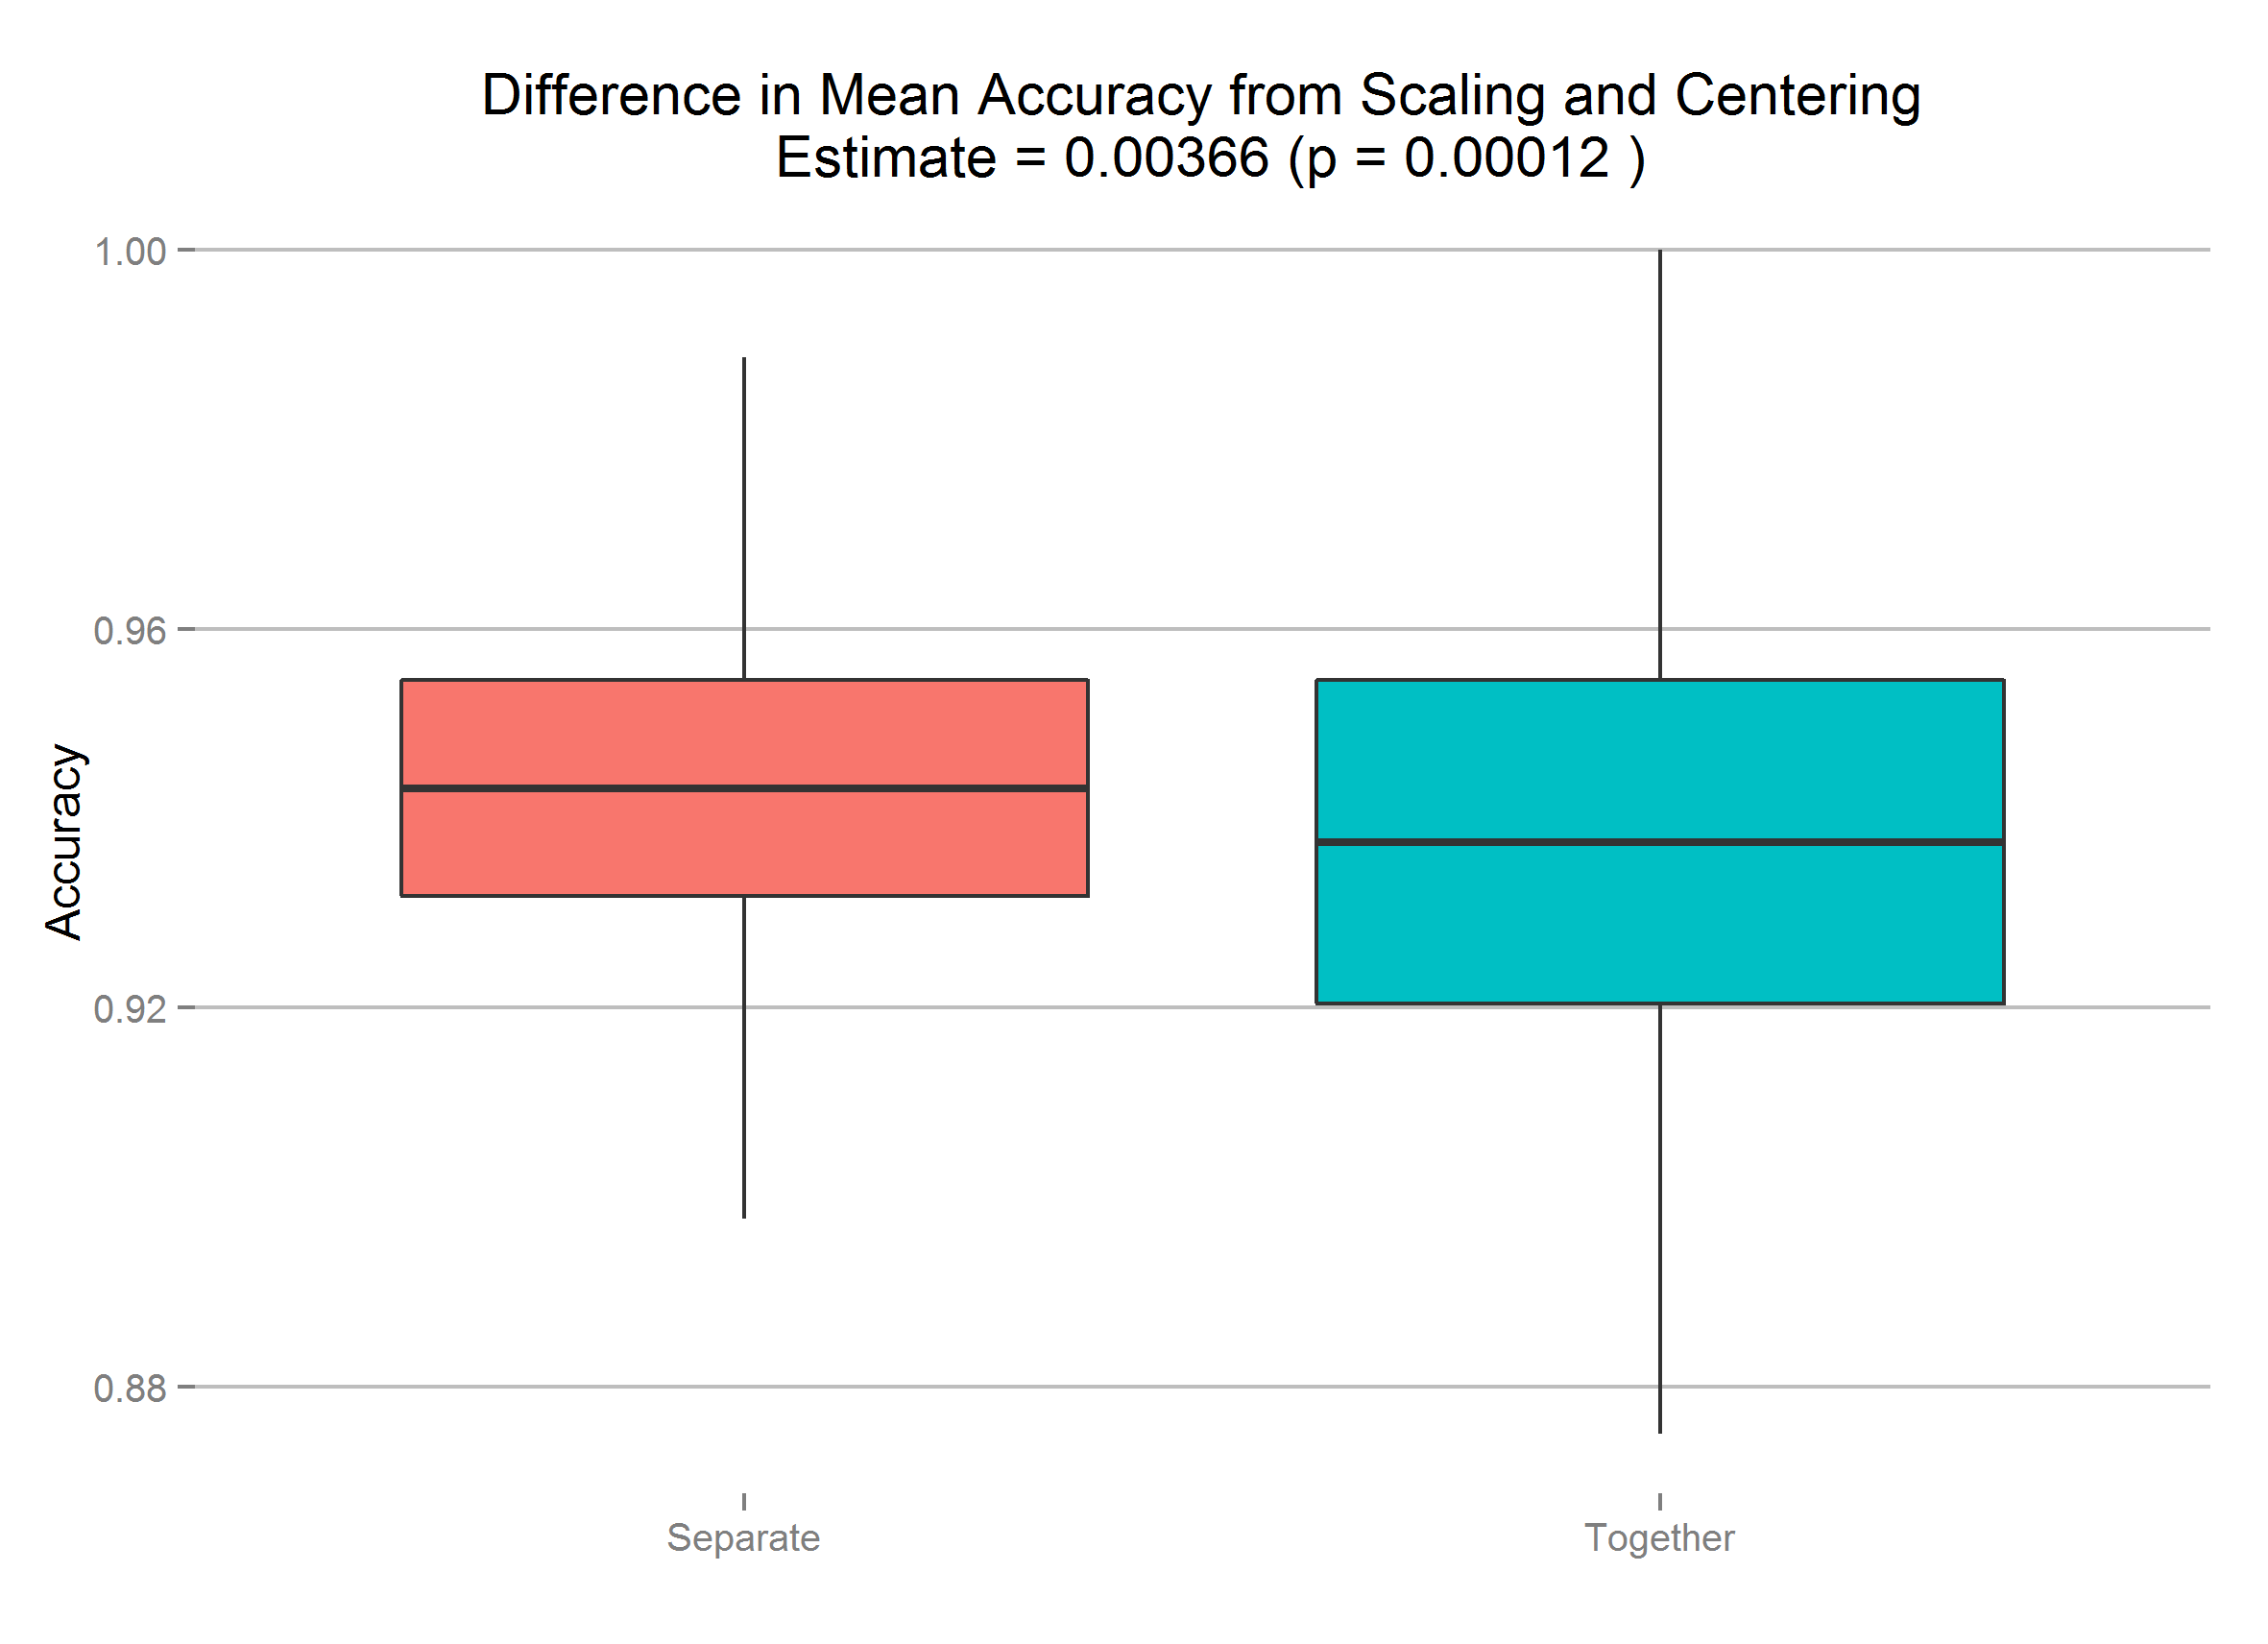 Difference in Mean Accuracy from Scaling and Centering
Estimate = 0.00366 (p = 0.00012 )
1.00
0.96
0.92
0.88
Accuracy
Separate
Together